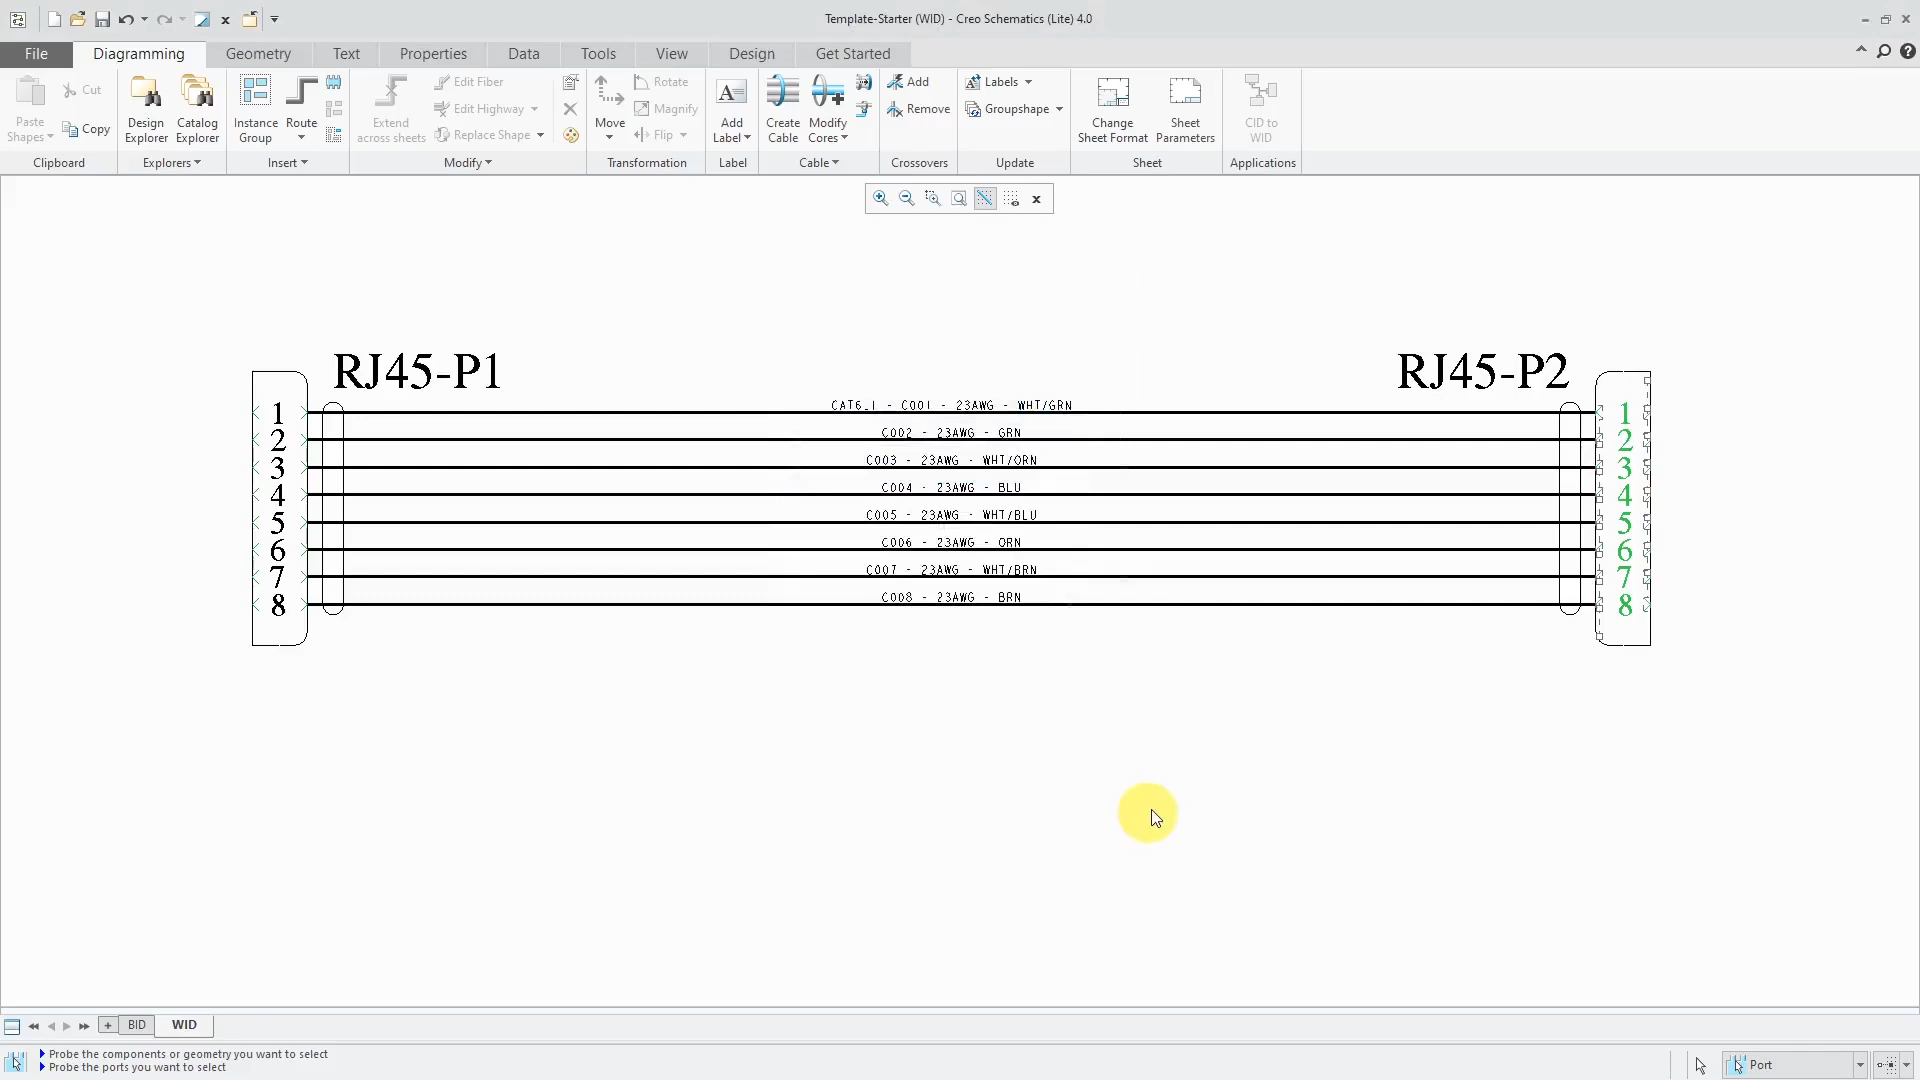 Template-Starter (WID) - Creo Schematics (Lite) 4.0
File Diagramming Geometry Text Properties Data Tools View Design Get Started
Paste Shapes
Cut
Copy
Clipboard
Design Explorer
Catalog Explorer
Explorers
Instance Group
Route
Insert
Extend across sheets
Edit Fiber
Edit Highway
Replace Shape
Modify
Move
Rotate
Magnify
Flip
Transformation
Add Label
Label
Create Cable
Modify Cores
Cable
Add
Remove
Crossovers
Labels
Groupshape
Update
Change Sheet Format
Sheet Parameters
Sheet
CID to WID
Applications
RJ45-P1
RJ45-P2
1 CAT6_1 - C001 - 23AWG - WHT/GRN 1
2 C002 - 23AWG - GRN 2
3 C003 - 23AWG - WHT/ORN 3
4 C004 - 23AWG - BLU 4
5 C005 - 23AWG - WHT/BLU 5
6 C006 - 23AWG - ORN 6
7 C007 - 23AWG - WHT/BRN 7
8 C008 - 23AWG - BRN 8
BID WID
Probe the components or geometry you want to select
Probe the ports you want to select
Port